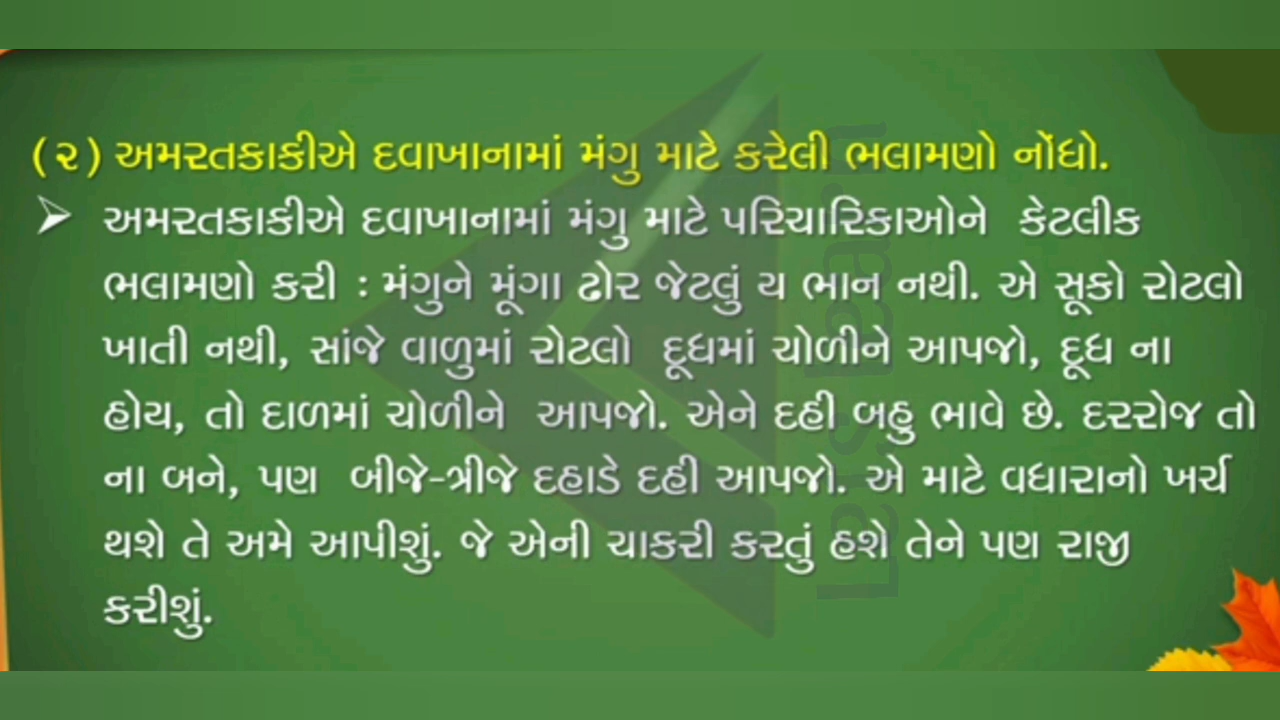 (૨) અમરતકાકીએ દવાખાનામાં મંગુ માટે કરેલી ભલામણો નોંધો.
➢ અમરતકાકીએ દવાખાનામાં મંગુ માટે પરિચારિકાઓને કેટલીક
ભલામણો કરી : મંગુને મૂંગા ઢોર જેટલું ય ભાન નથી. એ સૂકો રોટલો
ખાતી નથી, સાંજે વાળુમાં રોટલો દૂધમાં ચોળીને આપજો, દૂધ ના
હોય, તો દાળમાં ચોળીને આપજો. એને દહી બહુ ભાવે છે. દરરોજ તો
ના બને, પણ બીજે-ત્રીજે દહાડે દહી આપજો. એ માટે વધારાનો ખર્ચ
થશે તે અમે આપીશું. જે એની ચાકરી કરતું હશે તેને પણ રાજી
કરીશું.